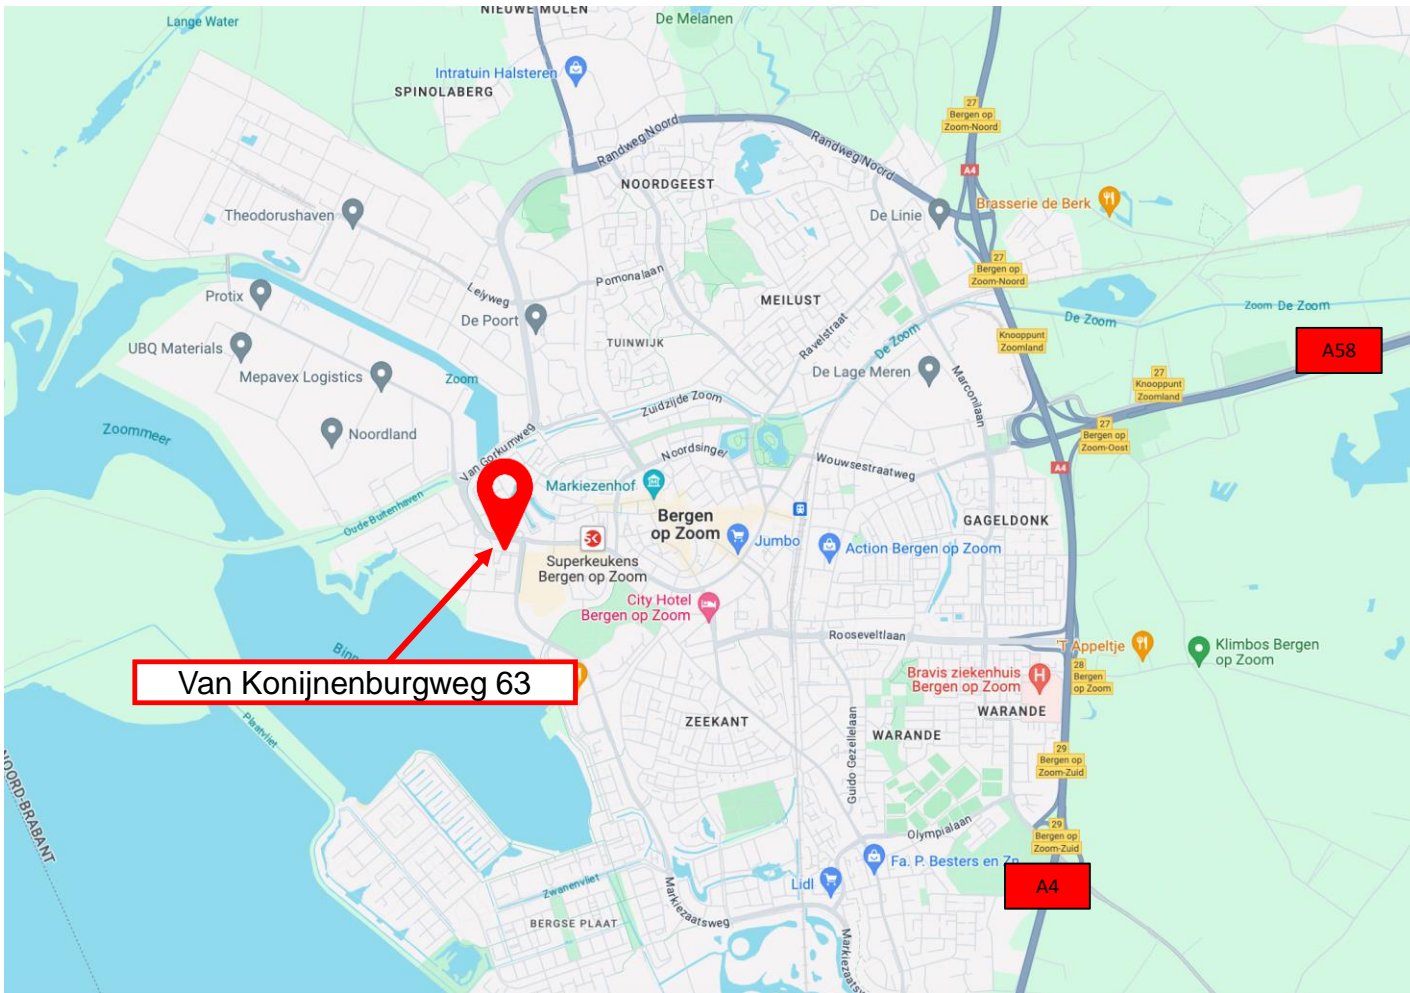 NIEUWE MOLEN
De Melanen
Lange Water
Intratuin Halsteren
SPINOLABERG
27
Bergen op
Zoom-Noord
Randweg Noord
Randweg Noord
A4
NOORDGEEST
Brasserie de Berk
Theodorushaven
De Linie
27
Bergen op
Zoom-Noord
Pomonalaan
Lelyweg
Protix
MEILUST
Zoom De Zoom
De Zoom
De Poort
Ravelstraat
Knooppunt
Zoomland
A58
TUINWIJK
De Zoom
UBQ Materials
Mepavex Logistics
Zoom
De Lage Meren
Marconilaan
27
Knooppunt
Zoomland
Zuidzijde Zoom
Zoommeer
Noordland
Van Gorkumweg
27
Bergen op
Zoom-Oost
Noordsingel
Wouwsestraatweg
A4
Markiezenhof
Oude Buitenhaven
Bergen
op Zoom
GAGELDONK
Jumbo
Action Bergen op Zoom
SK
Superkeukens
Bergen op Zoom
City Hotel
Bergen op Zoom
Rooseveltlaan
'T Appeltje
Klimbos Bergen
op Zoom
Binn
Van Konijnenburgweg 63
Bravis ziekenhuis
Bergen op Zoom
H
28
Bergen
op Zoom
WARANDE
ZEEKANT
WARANDE
Plaatvliet
Guido Gezellelaan
29
Bergen op
Zoom-Zuid
NOORD-BRABANT
Olympialaan
29
Bergen op
Zoom-Zuid
Fa. P. Besters en Zn
Lidl
A4
Zwanenvliet
Markiezaatsweg
BERGSE PLAAT
Markiezaatsw